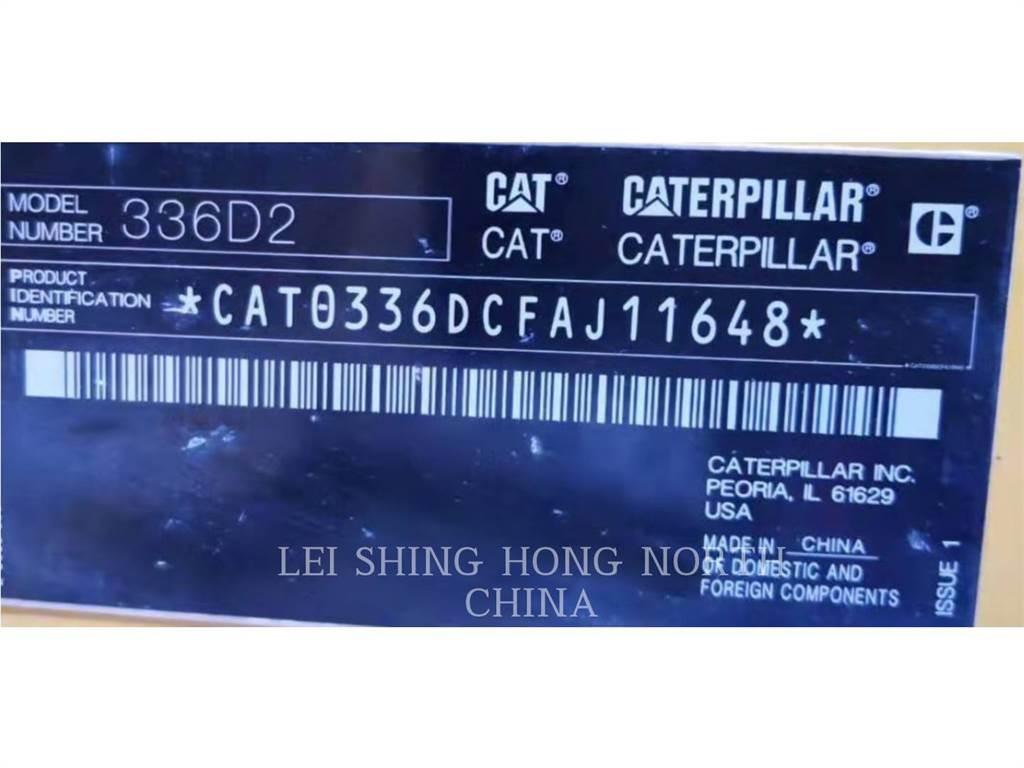 MODEL
NUMBER 336D2
CAT® CATERPILLAR®
CAT® CATERPILLAR®
PRODUCT
IDENTIFICATION
NUMBER
*CAT0336DCFAJ11648*
CATERPILLAR INC.
PEORIA, IL 61629
USA
MADE IN CHINA
OF DOMESTIC AND
FOREIGN COMPONENTS
ISSUE 1
LEI SHING HONG NORTH
CHINA